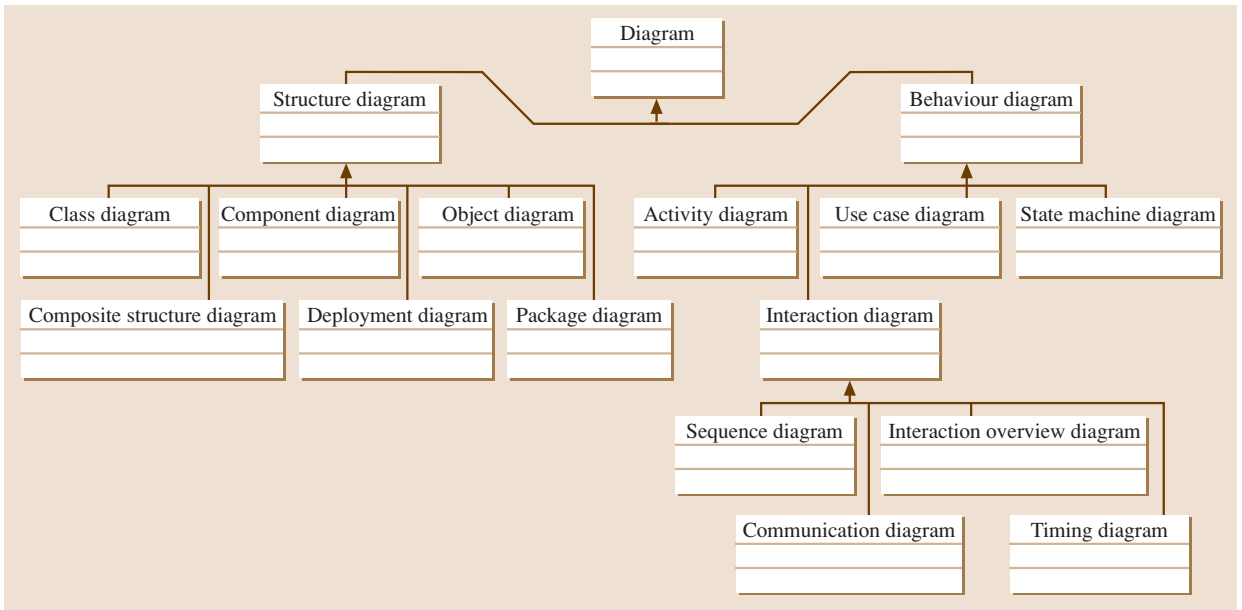 Diagram
Structure diagram
Behaviour diagram
Class diagram
Component diagram
Object diagram
Activity diagram
Use case diagram
State machine diagram
Composite structure diagram
Deployment diagram
Package diagram
Interaction diagram
Sequence diagram
Interaction overview diagram
Communication diagram
Timing diagram